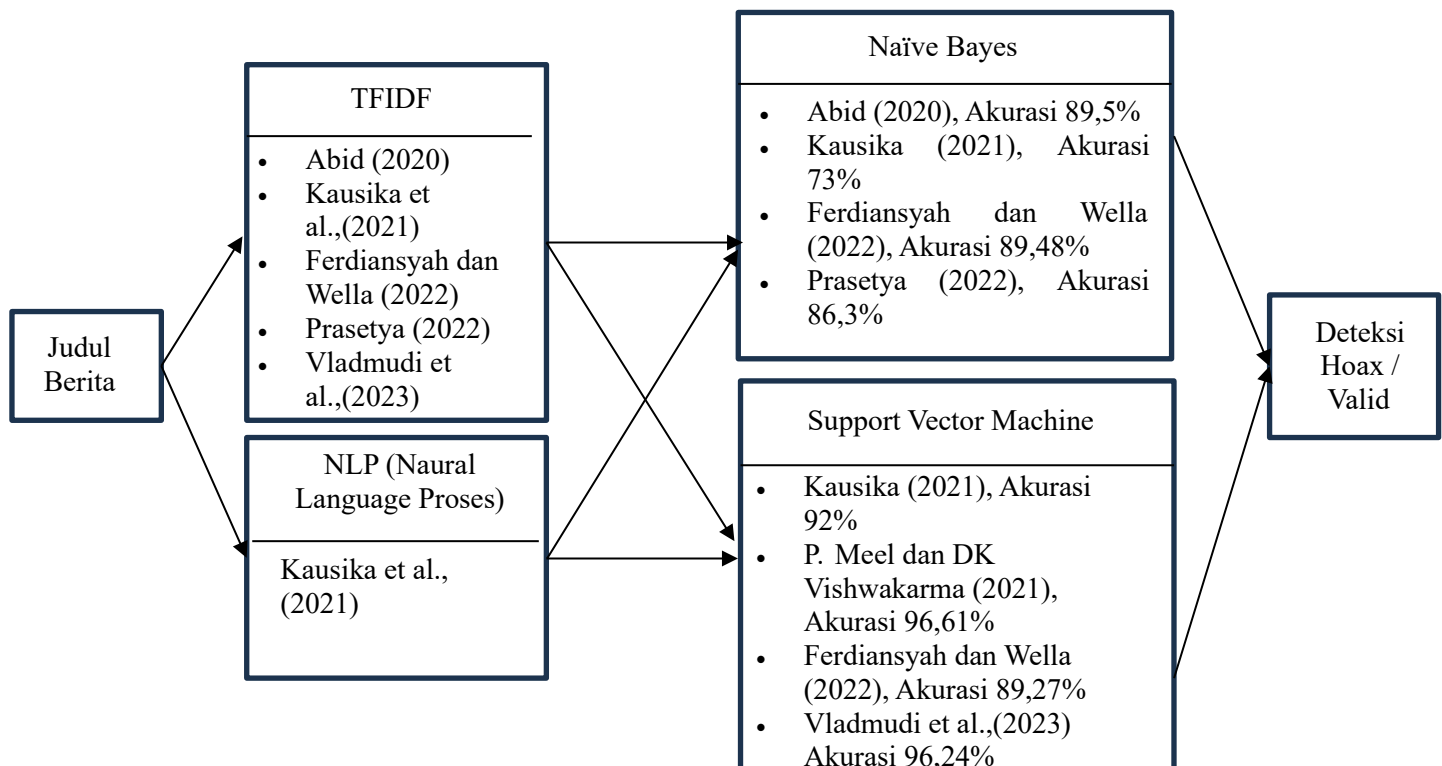 Judul
Berita
TFIDF
• Abid (2020)
• Kausika et
al.,(2021)
• Ferdiansyah dan
Wella (2022)
• Prasetya (2022)
• Vladmudi et
al.,(2023)
NLP (Naural
Language Proses)
Kausika et al.,
(2021)
Naïve Bayes
• Abid (2020), Akurasi 89,5%
• Kausika (2021), Akurasi
73%
• Ferdiansyah dan Wella
(2022), Akurasi 89,48%
• Prasetya (2022), Akurasi
86,3%
Support Vector Machine
• Kausika (2021), Akurasi
92%
• P. Meel dan DK
Vishwakarma (2021),
Akurasi 96,61%
• Ferdiansyah dan Wella
(2022), Akurasi 89,27%
• Vladmudi et al.,(2023)
Akurasi 96,24%
Deteksi
Hoax /
Valid